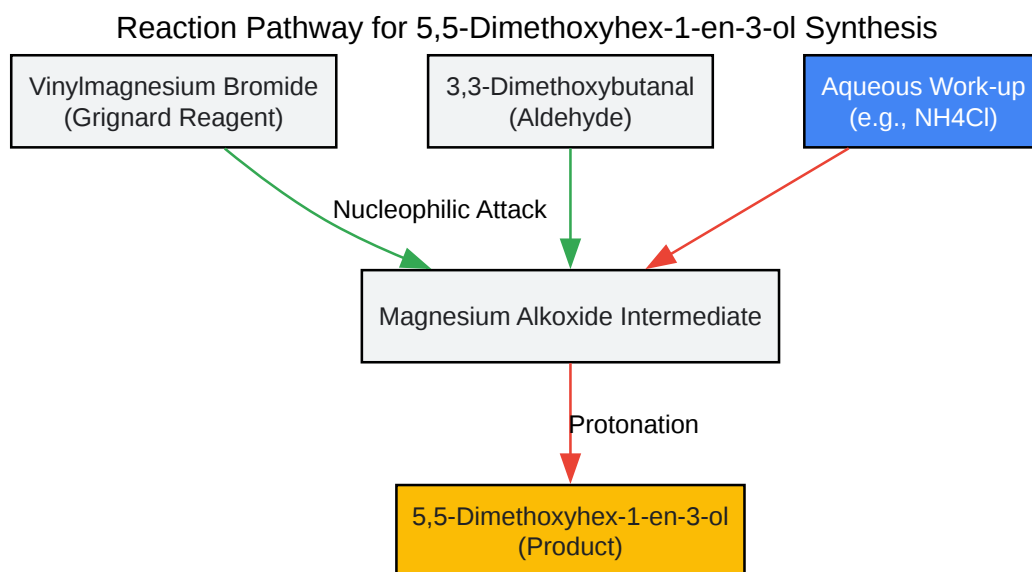 Reaction Pathway for 5,5-Dimethoxyhex-1-en-3-ol Synthesis
Vinylmagnesium Bromide
(Grignard Reagent)
3,3-Dimethoxybutanal
(Aldehyde)
Aqueous Work-up
(e.g., NH4Cl)
Nucleophilic Attack
Magnesium Alkoxide Intermediate
Protonation
5,5-Dimethoxyhex-1-en-3-ol
(Product)